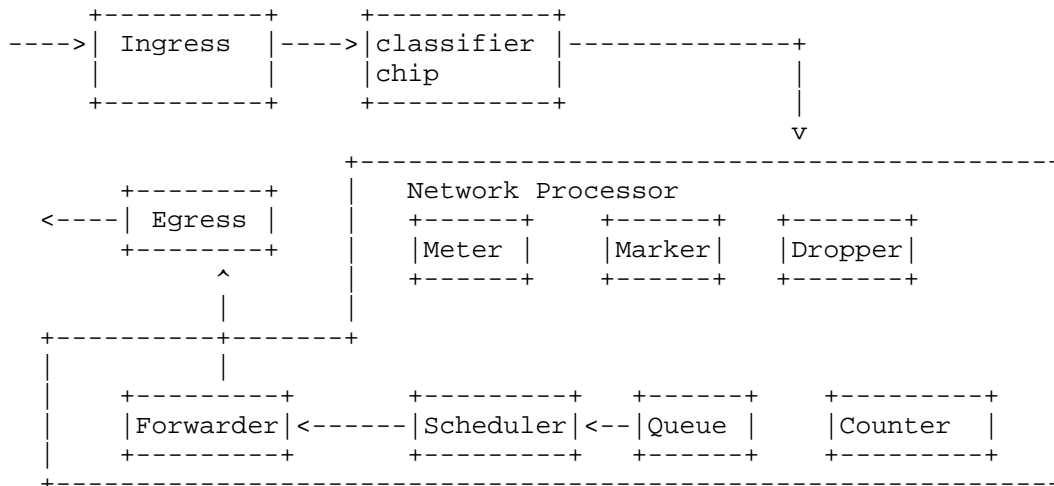 Ingress classifier
chip
Network Processor
Egress
Meter Marker Dropper
Forwarder Scheduler Queue Counter